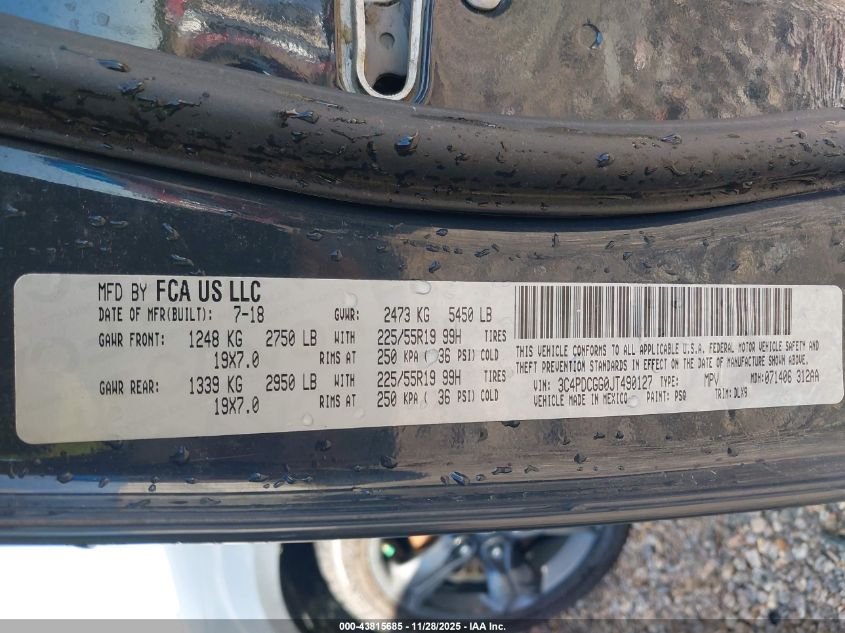 MFD BY FCA US LLC
DATE OF MFR(BUILT): 7-18 GVWR: 2473 KG 5450 LB
GAWR FRONT: 1248 KG 2750 LB WITH 225/55R19 99H TIRES
19X7.0 RIMS AT 250 KPA ( 36 PSI) COLD
GAWR REAR: 1339 KG 2950 LB WITH 225/55R19 99H TIRES
19X7.0 RIMS AT 250 KPA ( 36 PSI) COLD
THIS VEHICLE CONFORMS TO ALL APPLICABLE U.S.A. FEDERAL MOTOR VEHICLE SAFETY AND
THEFT PREVENTION STANDARDS IN EFFECT ON THE DATE OF MANUFACTURE SHOWN ABOVE.
VIN: 3C4PDCGG0JT490127 TYPE: MPV MDH: 071406 312AA
VEHICLE MADE IN MEXICO PAINT: PS0 TRIM: DLX9
000-43815685 - 11/28/2025 - IAA Inc.